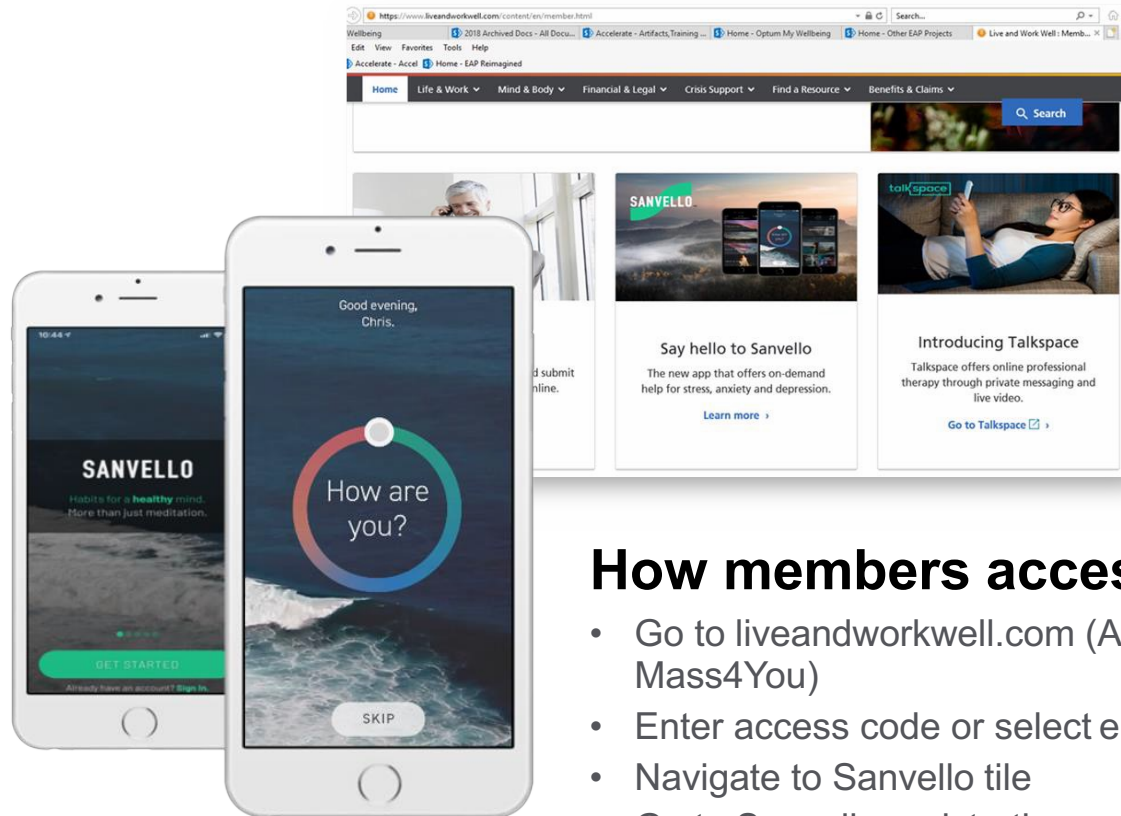 https://www.liveandworkwell.com/content/en/member.html
Search...
Wellbeing
2018 Archived Docs - All Docu...
Accelerate - Artifacts,Training ...
Home - Optum My Wellbeing
Home - Other EAP Projects
Live and Work Well : Memb...
Edit View Favorites Tools Help
Accelerate - Accel
Home - EAP Reimagined
Home
Life & Work
Mind & Body
Financial & Legal
Crisis Support
Find a Resource
Benefits & Claims
Search
SANVELLO
How are
you?
talkspace
d submit
nline.
Say hello to Sanvello
The new app that offers on-demand
help for stress, anxiety and depression.
Learn more ›
Introducing Talkspace
Talkspace offers online professional
therapy through private messaging and
live video.
Go to Talkspace ›
10:44
SANVELLO
Habits for a healthy mind.
More than just meditation.
GET STARTED
Already have an account? Sign In.
Good evening,
Chris.
How are
you?
SKIP
How members acces
• Go to liveandworkwell.com (A
Mass4You)
• Enter access code or select e
• Navigate to Sanvello tile